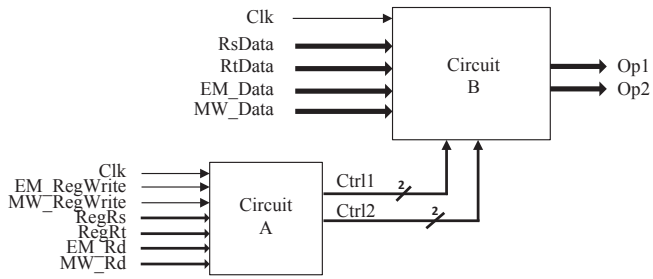 Clk
RsData
RtData
EM_Data
MW_Data
Circuit
B
Op1
Op2
Clk
EM_RegWrite
MW_RegWrite
RegRs
RegRt
EM_Rd
MW_Rd
Circuit
A
Ctrl1
2
Ctrl2
2